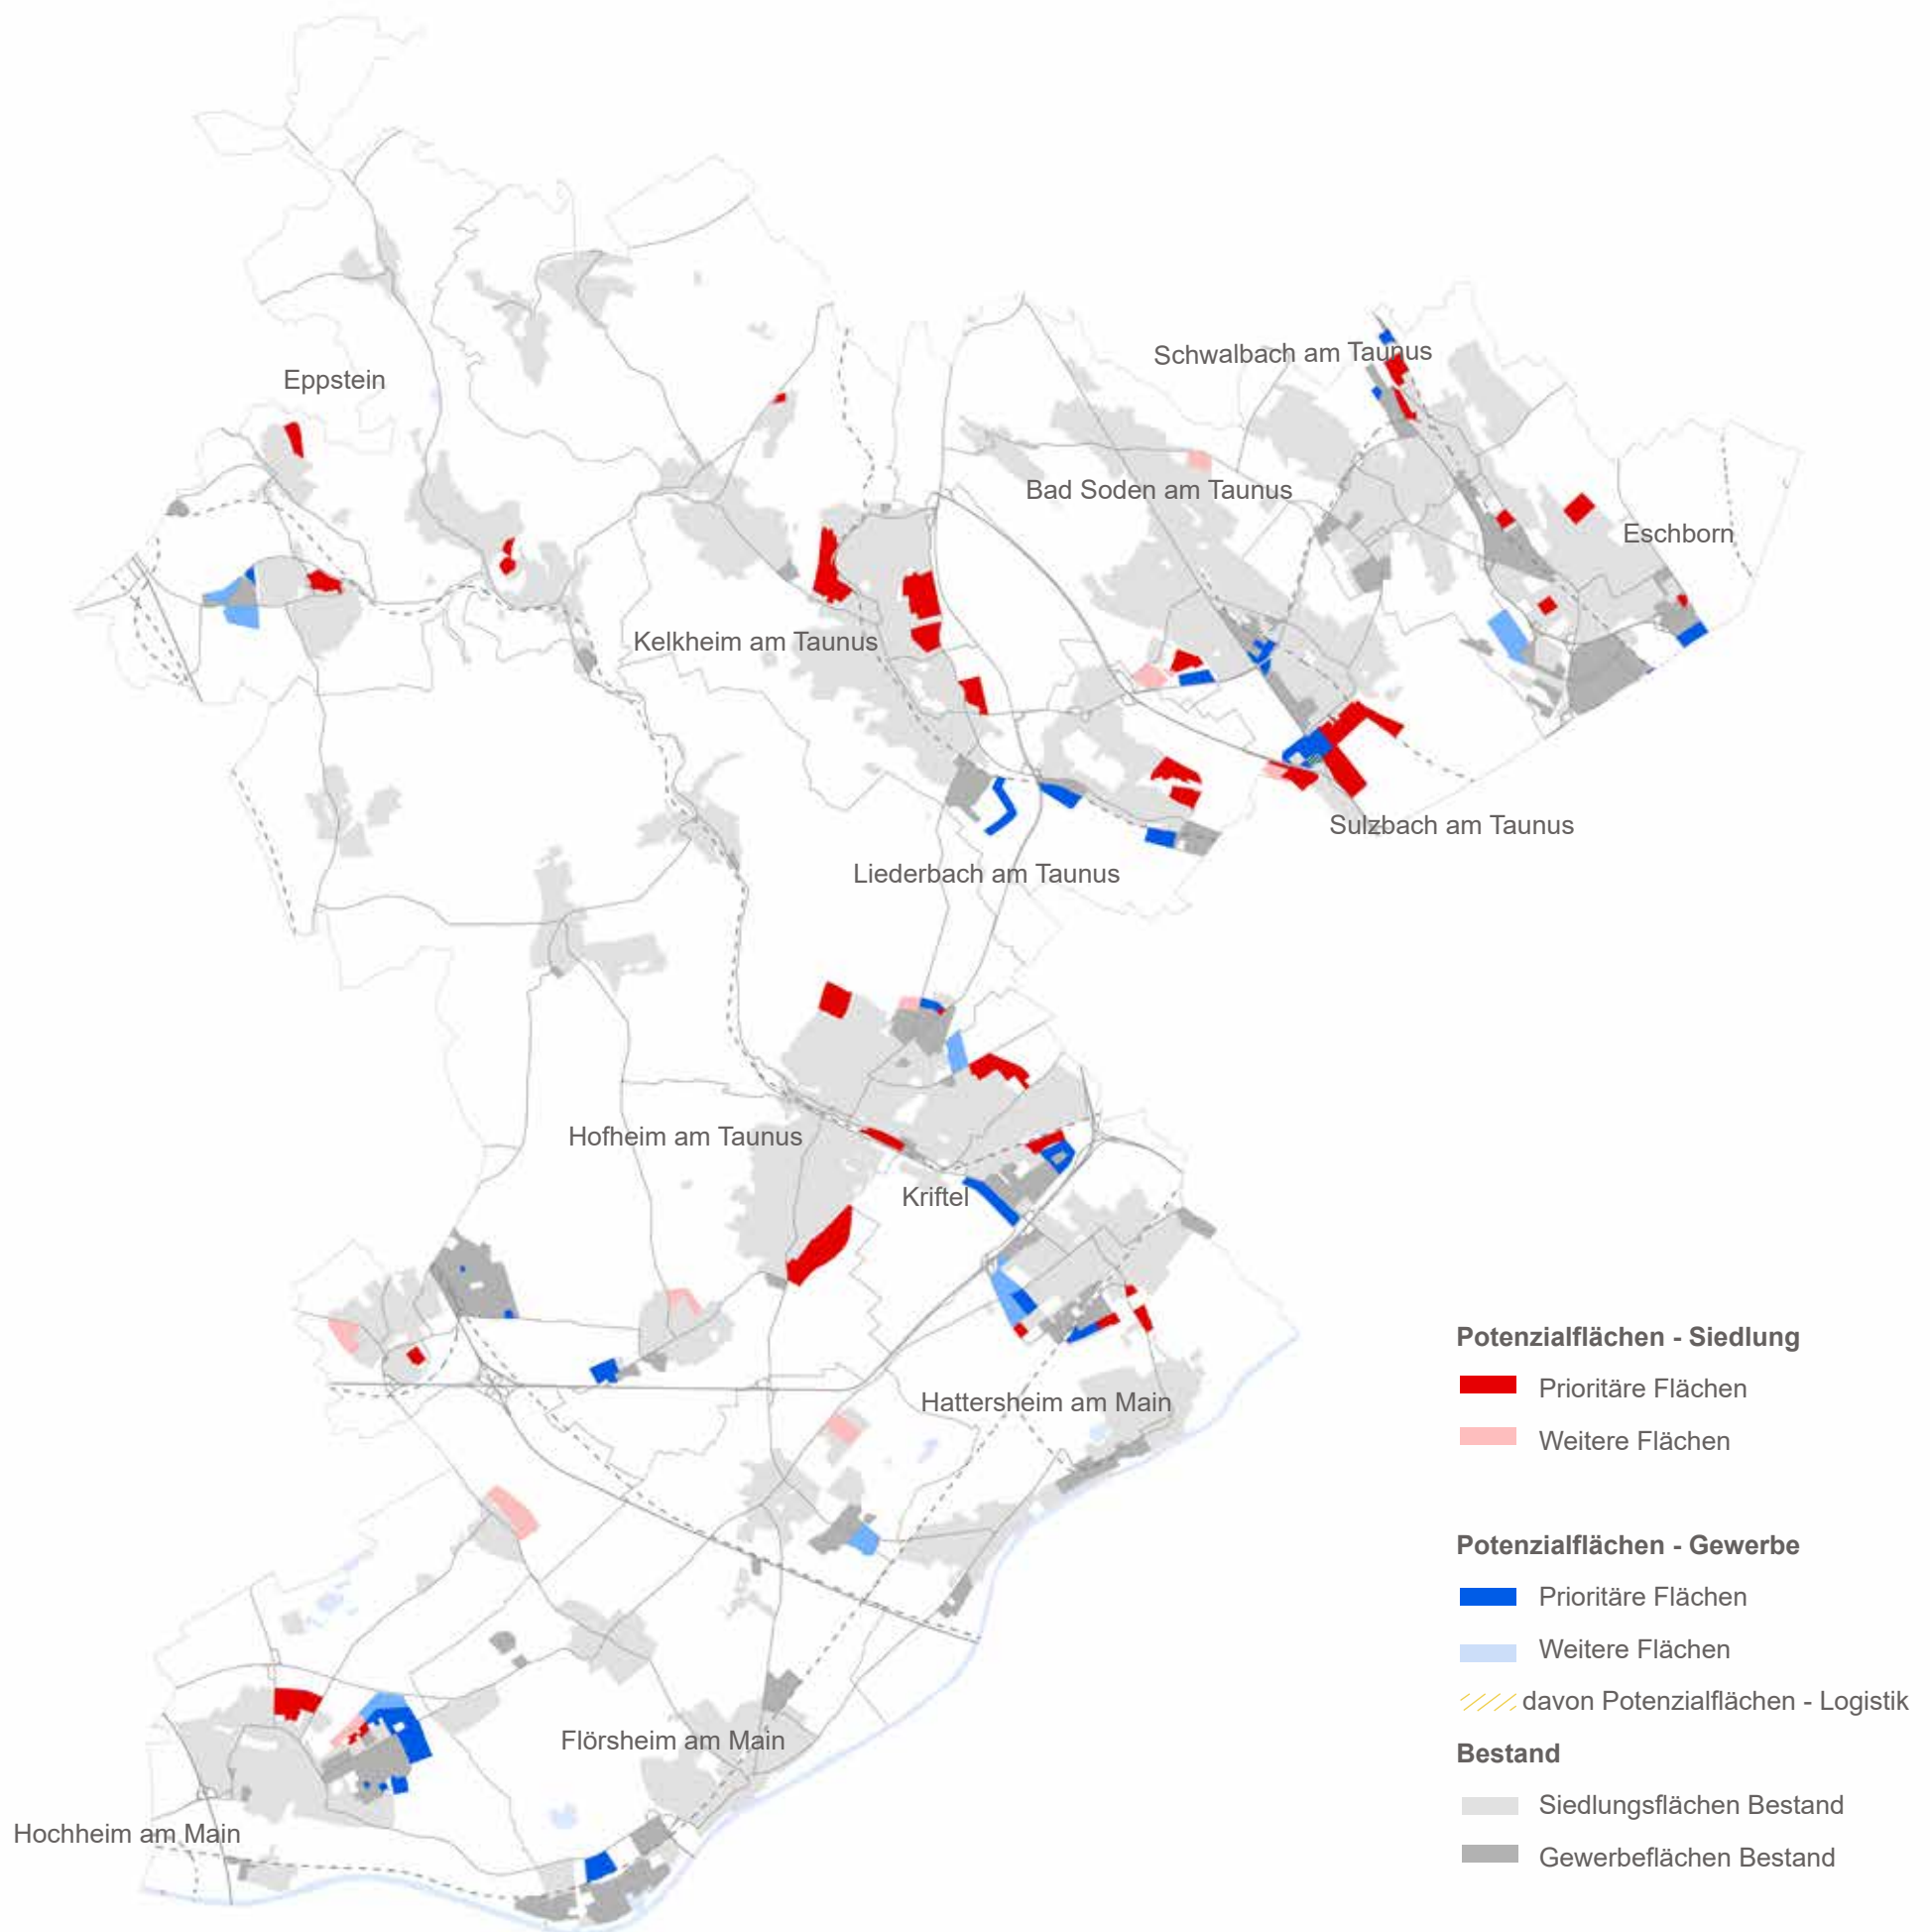 Schwalbach am Taunus
Eppstein
Bad Soden am Taunus
Eschborn
Kelkheim am Taunus
Sulzbach am Taunus
Liederbach am Taunus
Hofheim am Taunus
Kriftel
Hattersheim am Main
Flörsheim am Main
Hochheim am Main
Potenzialflächen - Siedlung
Prioritäre Flächen
Weitere Flächen
Potenzialflächen - Gewerbe
Prioritäre Flächen
Weitere Flächen
davon Potenzialflächen - Logistik
Bestand
Siedlungsflächen Bestand
Gewerbeflächen Bestand